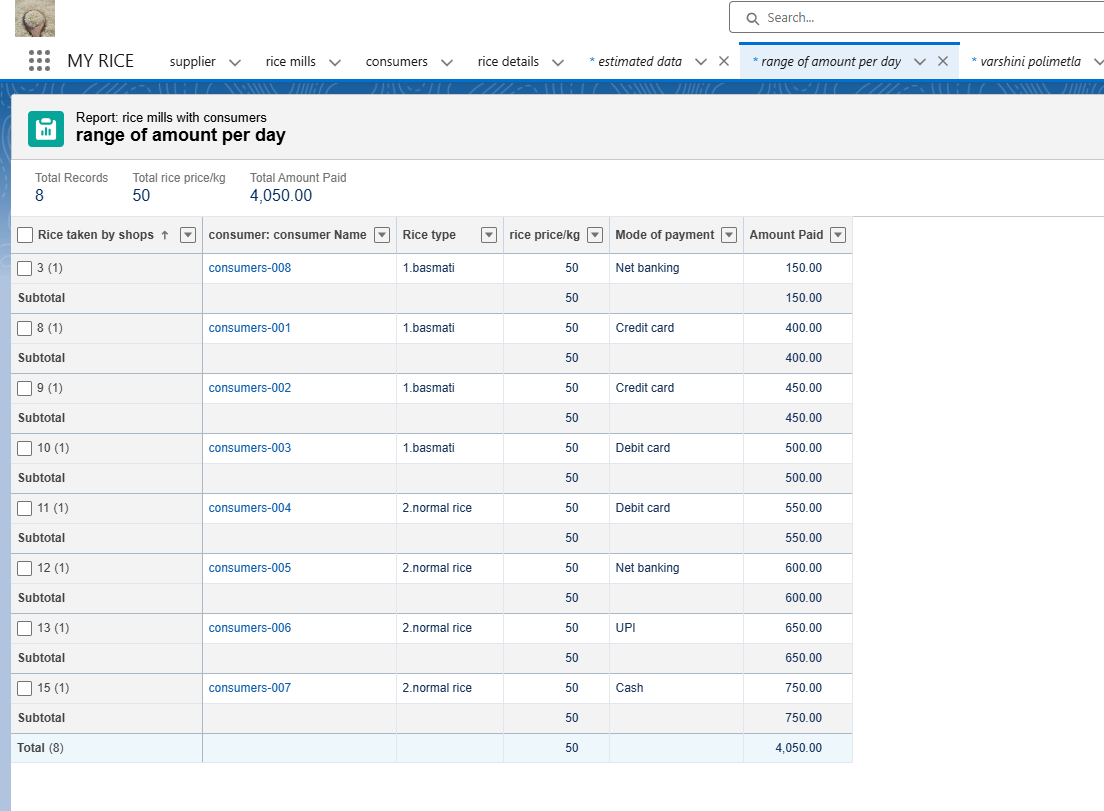 Search...
MY RICE supplier rice mills consumers rice details * estimated data * range of amount per day * varshini polimetla
Report: rice mills with consumers
range of amount per day
Total Records Total rice price/kg Total Amount Paid
8 50 4,050.00
Rice taken by shops ↑ consumer: consumer Name Rice type rice price/kg Mode of payment Amount Paid
3 (1) consumers-008 1.basmati 50 Net banking 150.00
Subtotal 50 150.00
8 (1) consumers-001 1.basmati 50 Credit card 400.00
Subtotal 50 400.00
9 (1) consumers-002 1.basmati 50 Credit card 450.00
Subtotal 50 450.00
10 (1) consumers-003 1.basmati 50 Debit card 500.00
Subtotal 50 500.00
11 (1) consumers-004 2.normal rice 50 Debit card 550.00
Subtotal 50 550.00
12 (1) consumers-005 2.normal rice 50 Net banking 600.00
Subtotal 50 600.00
13 (1) consumers-006 2.normal rice 50 UPI 650.00
Subtotal 50 650.00
15 (1) consumers-007 2.normal rice 50 Cash 750.00
Subtotal 50 750.00
Total (8) 50 4,050.00